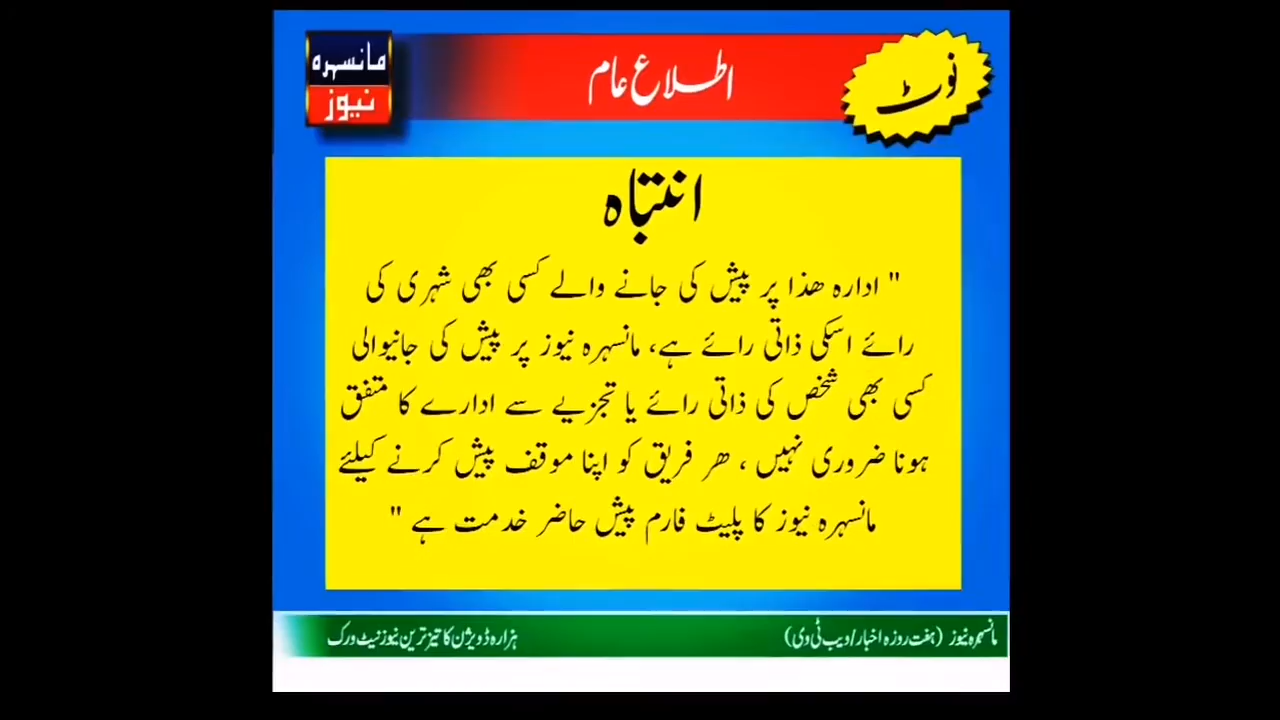 نوٹ
اطلاع عام
مانسہرہ
نیوز
انتباہ
" ادارہ ھذا پر پیش کی جانے والے کسی بھی شہری کی
رائے اسکی ذاتی رائے ہے، مانسہرہ نیوز پر پیش کی جانیوالی
کسی بھی شخص کی ذاتی رائے یا تجزیے سے ادارے کا متفق
ہونا ضروری نہیں ، ھر فریق کو اپنا موقف پیش کرنے کیلئے
مانسہرہ نیوز کا پلیٹ فارم پیش حاضر خدمت ہے "
مانسہرہ نیوز (ہفت روزہ اخبار/ویب ٹی وی)
ہزارہ ڈویژن کا تیز ترین نیوز نیٹ ورک